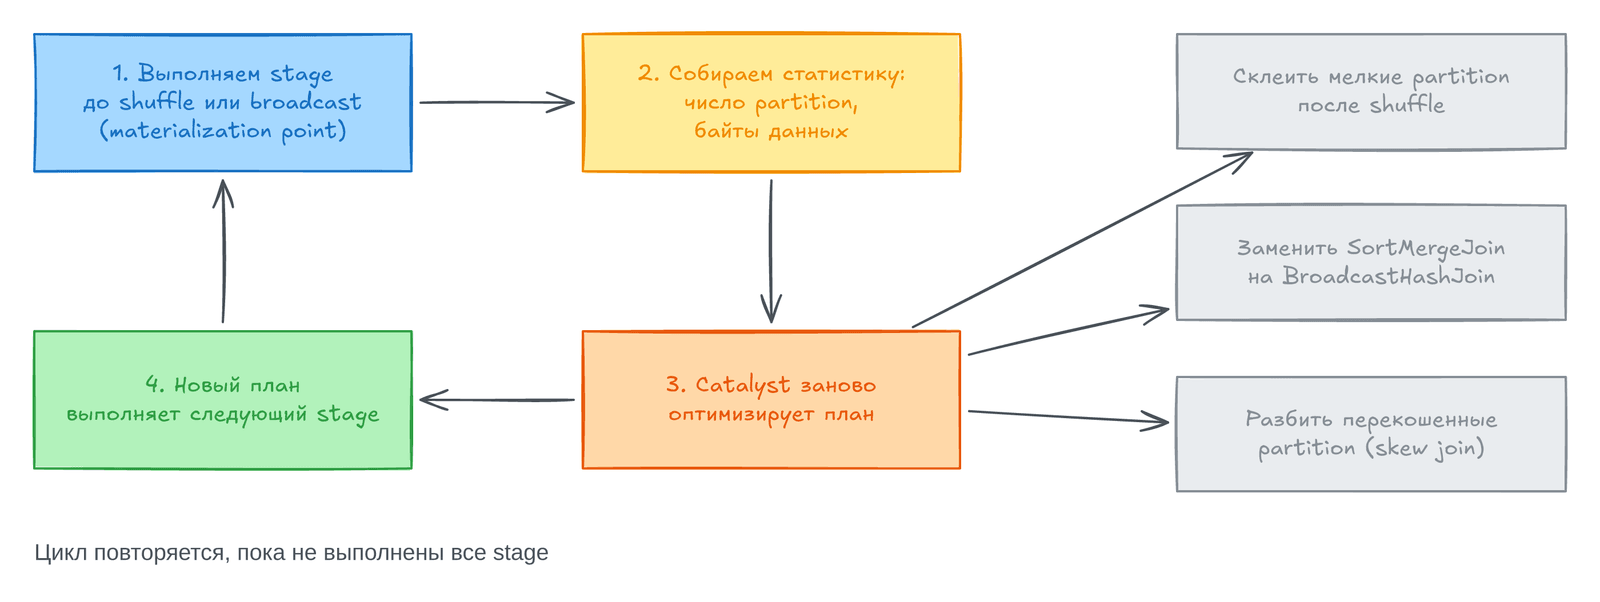 1. Выполняем stage
до shuffle или broadcast
(materialization point)
2. Собираем статистику:
число partition,
байты данных
Склеить мелкие partition
после shuffle
Заменить SortMergeJoin
на BroadcastHashJoin
4. Новый план
выполняет следующий stage
3. Catalyst заново
оптимизирует план
Разбить перекошенные
partition (skew join)
Цикл повторяется, пока не выполнены все stage